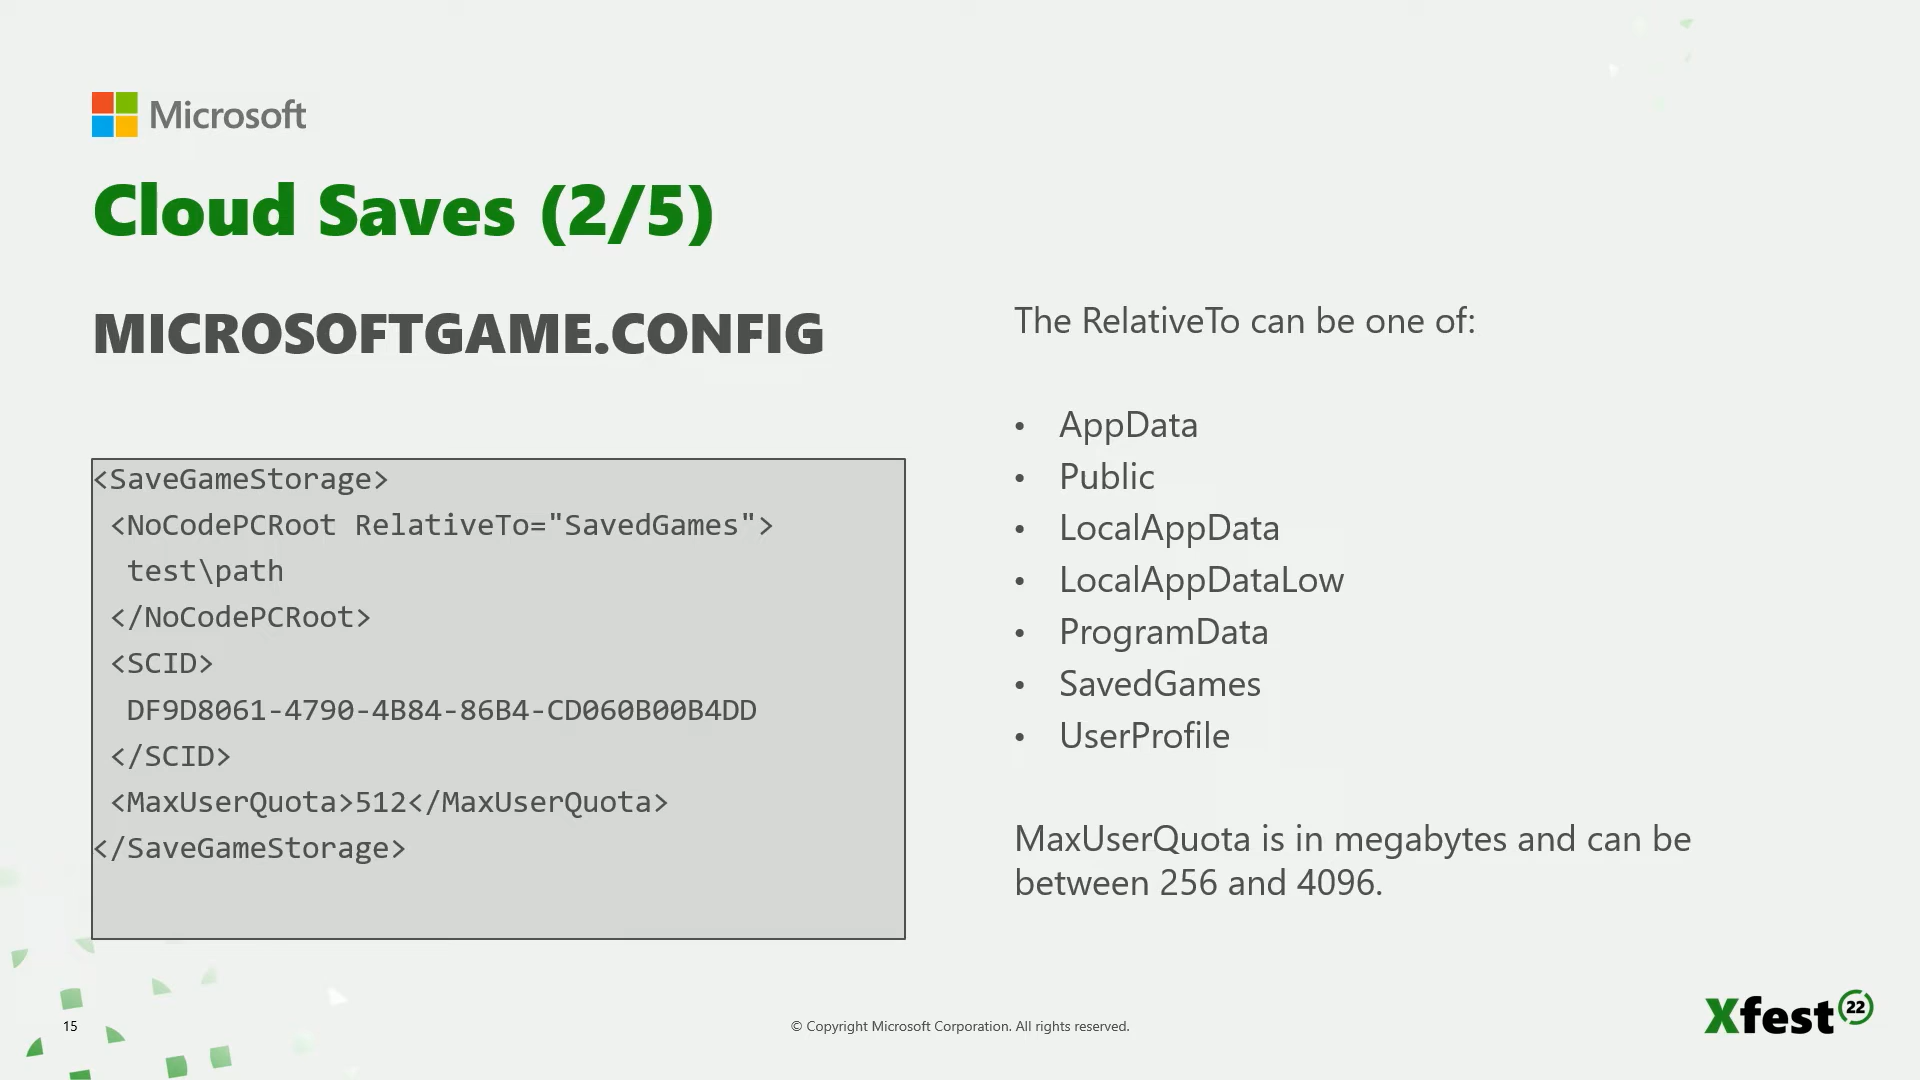 Microsoft
Cloud Saves (2/5)
MICROSOFTGAME.CONFIG
<SaveGameStorage>
<NoCodePCRoot RelativeTo="SavedGames">
test\path
</NoCodePCRoot>
<SCID>
DF9D8061-4790-4B84-86B4-CD060B00B4DD
</SCID>
<MaxUserQuota>512</MaxUserQuota>
</SaveGameStorage>
The RelativeTo can be one of:
• AppData
• Public
• LocalAppData
• LocalAppDataLow
• ProgramData
• SavedGames
• UserProfile
MaxUserQuota is in megabytes and can be
between 256 and 4096.
15
© Copyright Microsoft Corporation. All rights reserved.
Xfest 22